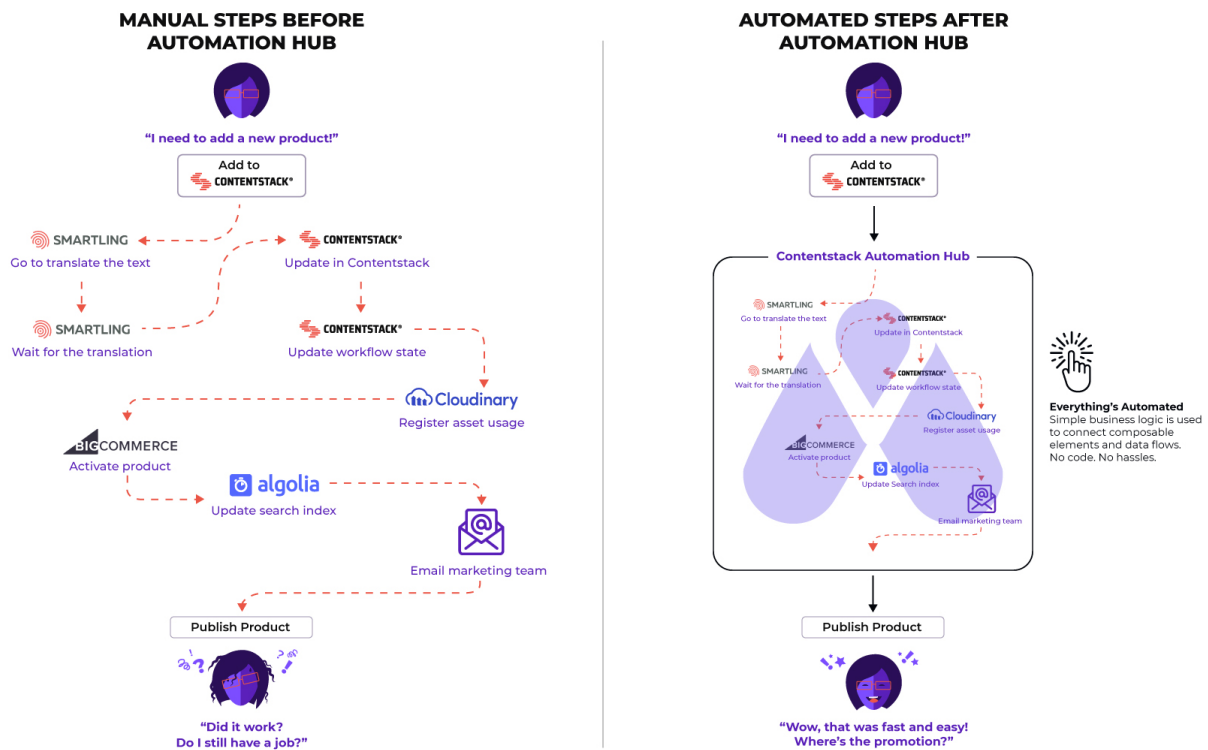 MANUAL STEPS BEFORE
AUTOMATION HUB
“I need to add a new product!”
Add to
CONTENTSTACK®
SMARTLING
Go to translate the text
CONTENTSTACK®
Update in Contentstack
SMARTLING
Wait for the translation
CONTENTSTACK®
Update workflow state
Cloudinary
Register asset usage
BIGCOMMERCE
Activate product
algolia
Update search index
@
Email marketing team
Publish Product
? !
? !
“Did it work?
Do I still have a job?”
AUTOMATED STEPS AFTER
AUTOMATION HUB
“I need to add a new product!”
Add to
CONTENTSTACK®
Contentstack Automation Hub
SMARTLING
Go to translate the text
CONTENTSTACK®
Update in Contentstack
SMARTLING
Wait for the translation
CONTENTSTACK®
Update workflow state
Cloudinary
Register asset usage
BIGCOMMERCE
Activate product
algolia
Update Search index
@
Email marketing team
Everything’s Automated
Simple business logic is used
to connect composable
elements and data flows.
No code. No hassles.
Publish Product
! !
“Wow, that was fast and easy!
Where’s the promotion?”